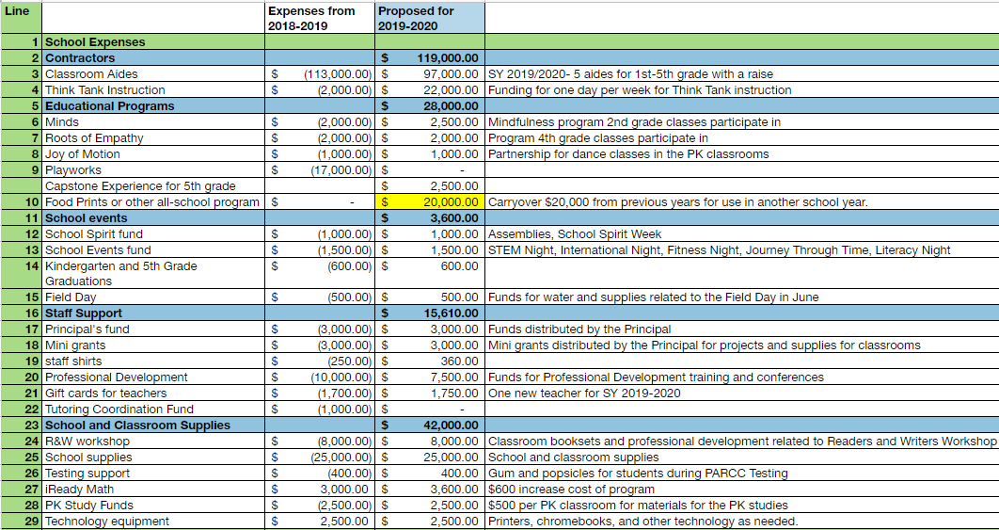 Line Expenses from Proposed for
2018-2019 2019-2020
1 School Expenses
2 Contractors $ 119,000.00
3 Classroom Aides $ (113,000.00) $ 97,000.00 SY 2019/2020- 5 aides for 1st-5th grade with a raise
4 Think Tank Instruction $ (2,000.00) $ 22,000.00 Funding for one day per week for Think Tank instruction
5 Educational Programs $ 28,000.00
6 Minds $ (2,000.00) $ 2,500.00 Mindfulness program 2nd grade classes participate in
7 Roots of Empathy $ (2,000.00) $ 2,000.00 Program 4th grade classes participate in
8 Joy of Motion $ (1,000.00) $ 1,000.00 Partnership for dance classes in the PK classrooms
9 Playworks $ (17,000.00) $ -
Capstone Experience for 5th grade $ 2,500.00
10 Food Prints or other all-school program $ - $ 20,000.00 Carryover $20,000 from previous years for use in another school year.
11 School events $ 3,600.00
12 School Spirit fund $ (1,000.00) $ 1,000.00 Assemblies, School Spirit Week
13 School Events fund $ (1,500.00) $ 1,500.00 STEM Night, International Night, Fitness Night, Journey Through Time, Literacy Night
14 Kindergarten and 5th Grade $ (600.00) $ 600.00
Graduations
15 Field Day $ (500.00) $ 500.00 Funds for water and supplies related to the Field Day in June
16 Staff Support $ 15,610.00
17 Principal's fund $ (3,000.00) $ 3,000.00 Funds distributed by the Principal
18 Mini grants $ (3,000.00) $ 3,000.00 Mini grants distributed by the Principal for projects and supplies for classrooms
19 staff shirts $ (250.00) $ 360.00
20 Professional Development $ (10,000.00) $ 7,500.00 Funds for Professional Development training and conferences
21 Gift cards for teachers $ (1,700.00) $ 1,750.00 One new teacher for SY 2019-2020
22 Tutoring Coordination Fund $ (1,000.00) $ -
23 School and Classroom Supplies $ 42,000.00
24 R&W workshop $ (8,000.00) $ 8,000.00 Classroom booksets and professional development related to Readers and Writers Workshop
25 School supplies $ (25,000.00) $ 25,000.00 School and classroom supplies
26 Testing support $ (400.00) $ 400.00 Gum and popsicles for students during PARCC Testing
27 iReady Math $ 3,000.00 $ 3,600.00 $600 increase cost of program
28 PK Study Funds $ (2,500.00) $ 2,500.00 $500 per PK classroom for materials for the PK studies
29 Technology equipment $ 2,500.00 $ 2,500.00 Printers, chromebooks, and other technology as needed.